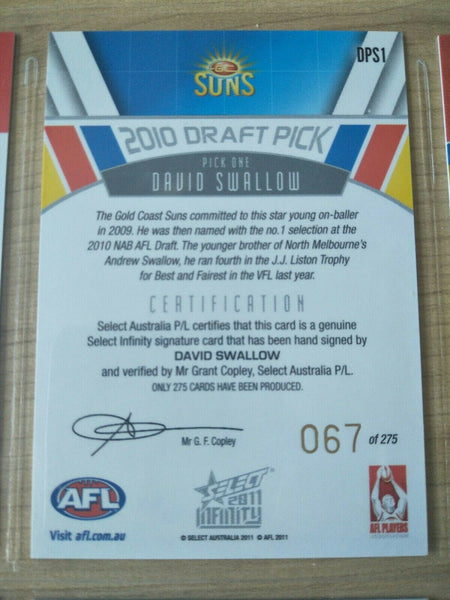 GC
SUNS
DPS1
2010 DRAFT PICK
PICK ONE
DAVID SWALLOW
The Gold Coast Suns committed to this star young on-baller
in 2009. He was then named with the no.1 selection at the
2010 NAB AFL Draft. The younger brother of North Melbourne's
Andrew Swallow, he ran fourth in the J.J. Liston Trophy
for Best and Fairest in the VFL last year.
CERTIFICATION
Select Australia P/L certifies that this card is a genuine
Select Infinity signature card that has been hand signed by
DAVID SWALLOW
and verified by Mr Grant Copley, Select Australia P/L.
ONLY 275 CARDS HAVE BEEN PRODUCED.
Mr G. F. Copley
067 of 275
AFL
Visit afl.com.au
SELECT
2011
INFINITY
© SELECT AUSTRALIA 2011 © AFL 2011
AFL PLAYERS